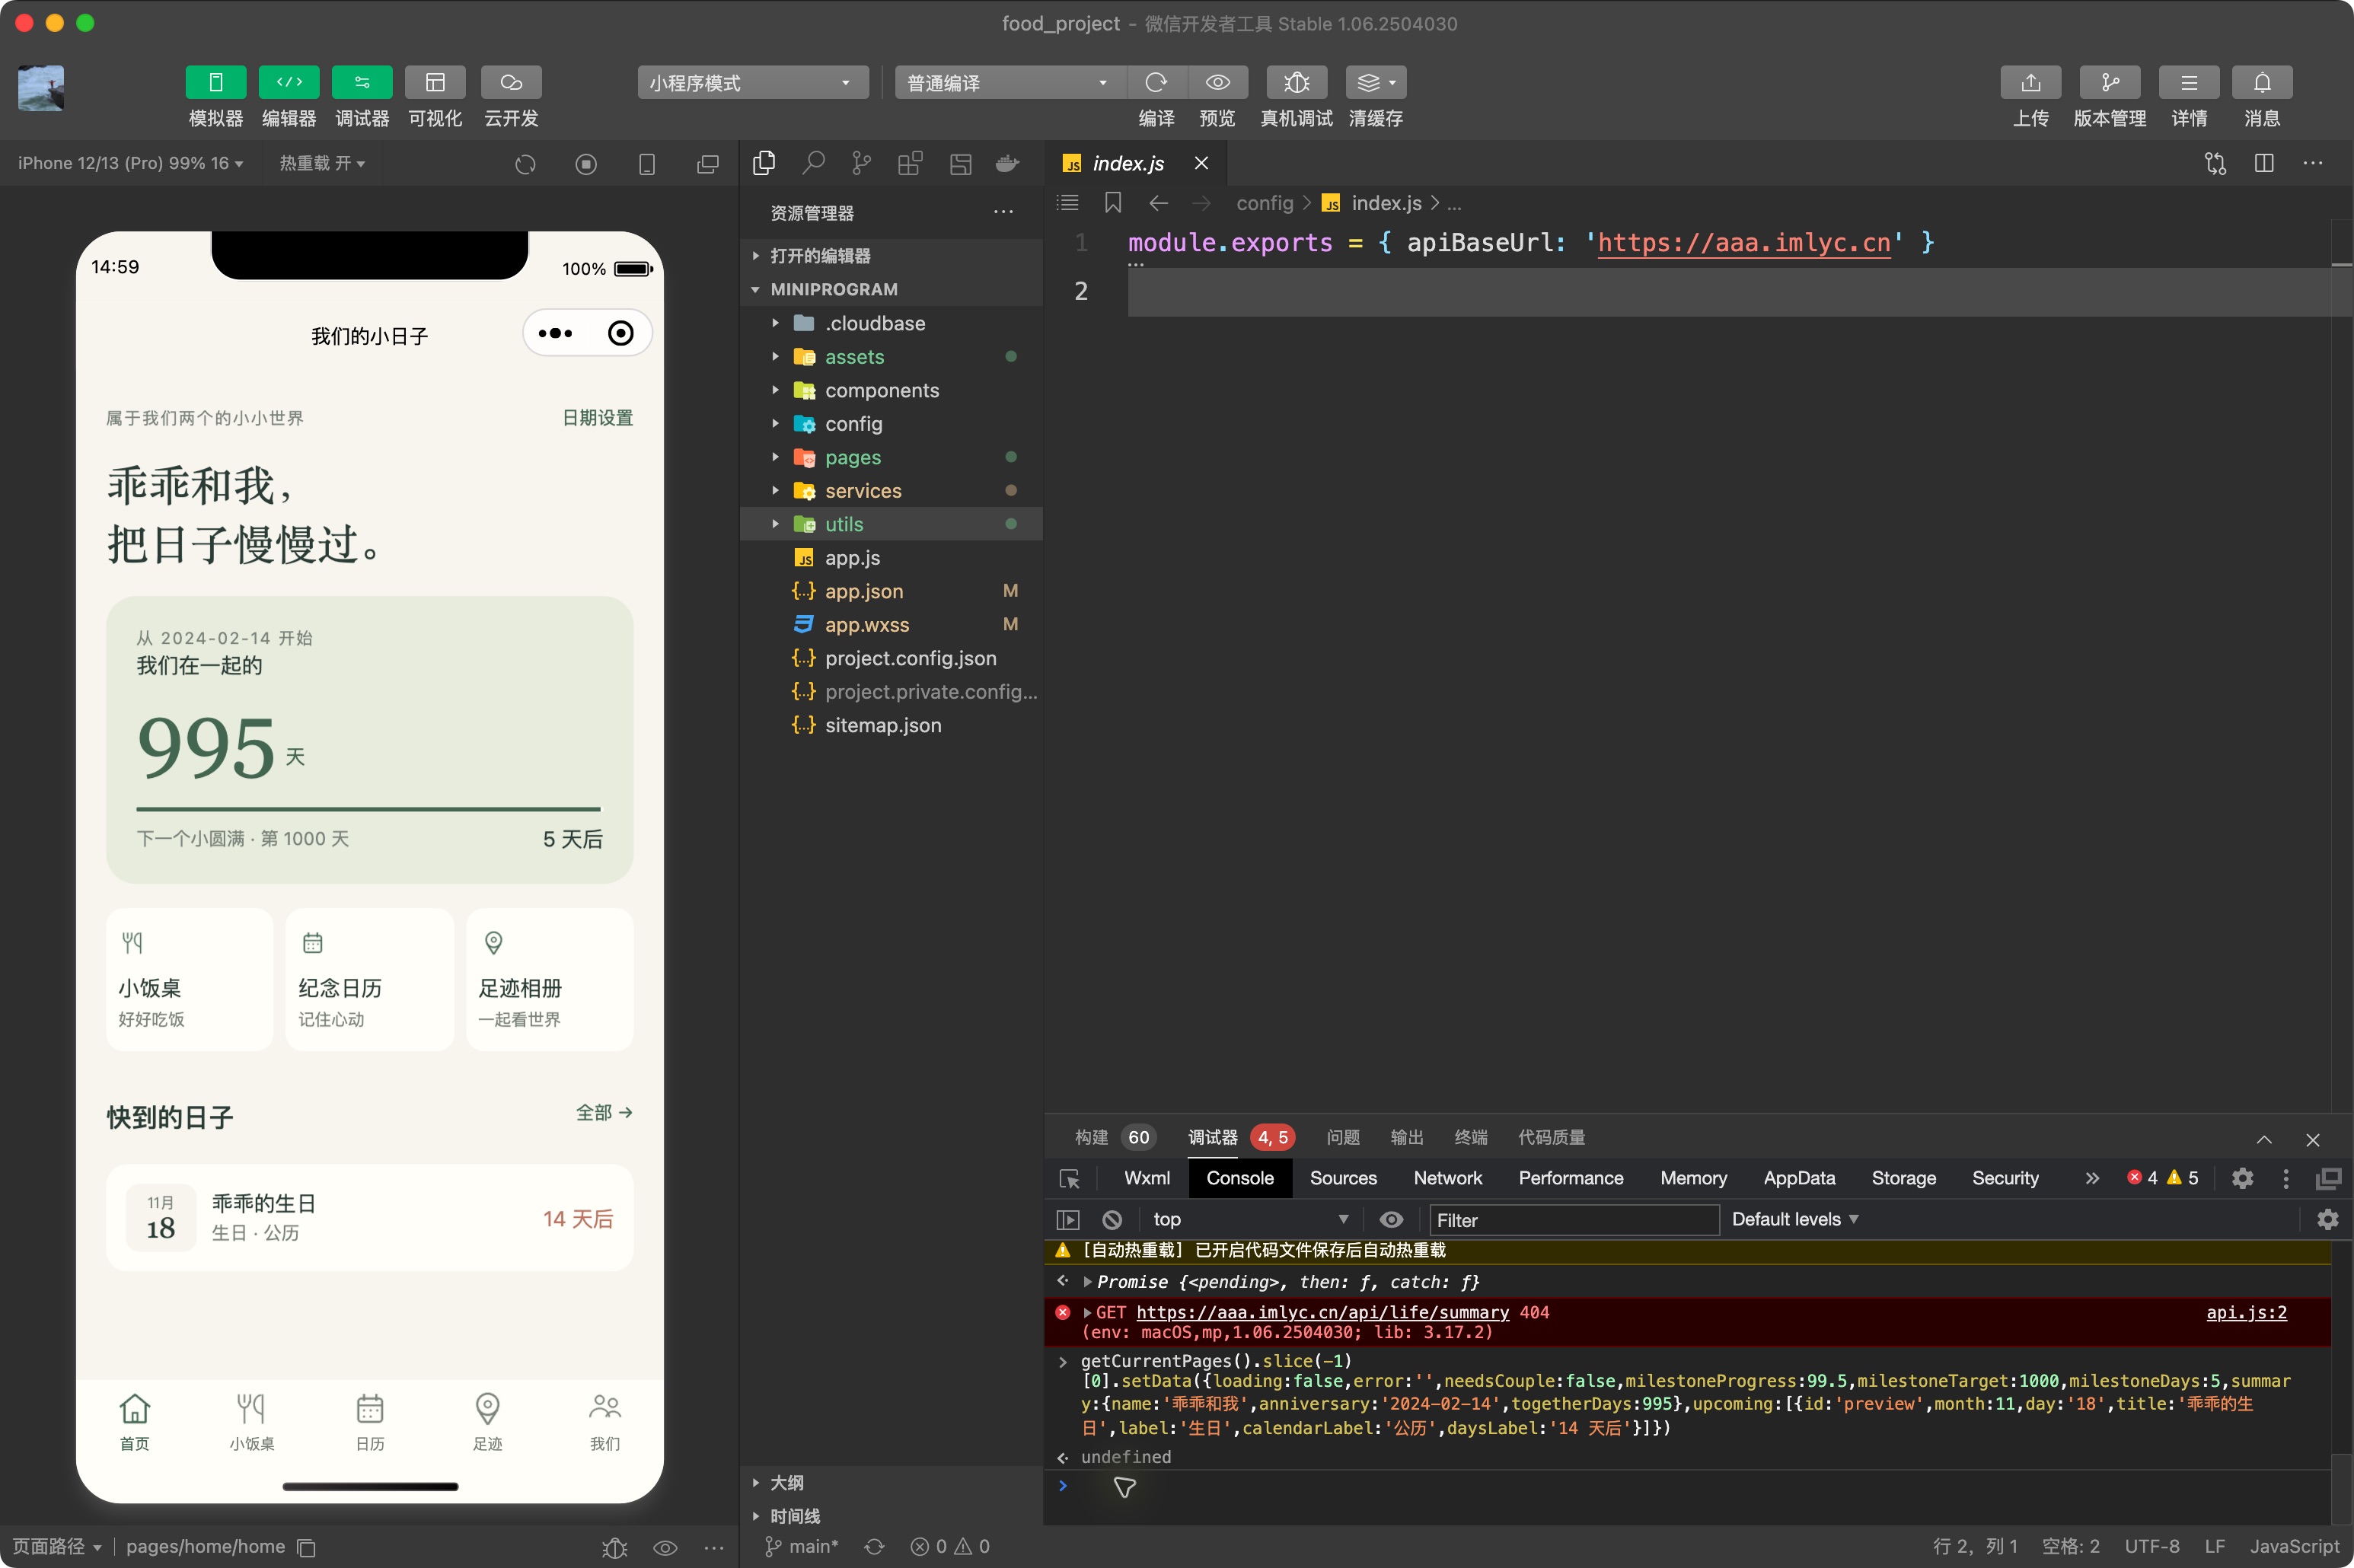 food_project - 微信开发者工具 Stable 1.06.2504030
模拟器
编辑器
调试器
可视化
云开发
小程序模式
普通编译
编译
预览
真机调试
清缓存
上传
版本管理
详情
消息
iPhone 12/13 (Pro) 99% 16
热重载 开
14:59
100%
我们的小日子
属于我们两个的小小世界
日期设置
乖乖和我，
把日子慢慢过。
从 2024-02-14 开始
我们在一起的
995 天
下一个小圆满 · 第 1000 天
5 天后
小饭桌
好好吃饭
纪念日历
记住心动
足迹相册
一起看世界
快到的日子
全部 →
11月
18
乖乖的生日
生日 · 公历
14 天后
首页
小饭桌
日历
足迹
我们
页面路径
pages/home/home
资源管理器
打开的编辑器
MINIPROGRAM
.cloudbase
assets
components
config
pages
services
utils
JS app.js
{..} app.json M
app.wxss M
{..} project.config.json
{..} project.private.config...
{..} sitemap.json
大纲
时间线
main*
0
0
JS index.js
config > JS index.js > ...
1 module.exports = { apiBaseUrl: 'https://aaa.imlyc.cn' }
2
构建 60
调试器 4, 5
问题
输出
终端
代码质量
Wxml
Console
Sources
Network
Performance
Memory
AppData
Storage
Security
4
5
top
Filter
Default levels
[自动热重载] 已开启代码文件保存后自动热重载
Promise {<pending>, then: ƒ, catch: ƒ}
GET https://aaa.imlyc.cn/api/life/summary 404
api.js:2
(env: macOS,mp,1.06.2504030; lib: 3.17.2)
getCurrentPages().slice(-1)
[0].setData({loading:false,error:'',needsCouple:false,milestoneProgress:99.5,milestoneTarget:1000,milestoneDays:5,summar
y:{name:'乖乖和我',anniversary:'2024-02-14',togetherDays:995},upcoming:[{id:'preview',month:11,day:'18',title:'乖乖的生
日',label:'生日',calendarLabel:'公历',daysLabel:'14 天后'}]})
undefined
行 2，列 1
空格: 2
UTF-8
LF
JavaScript